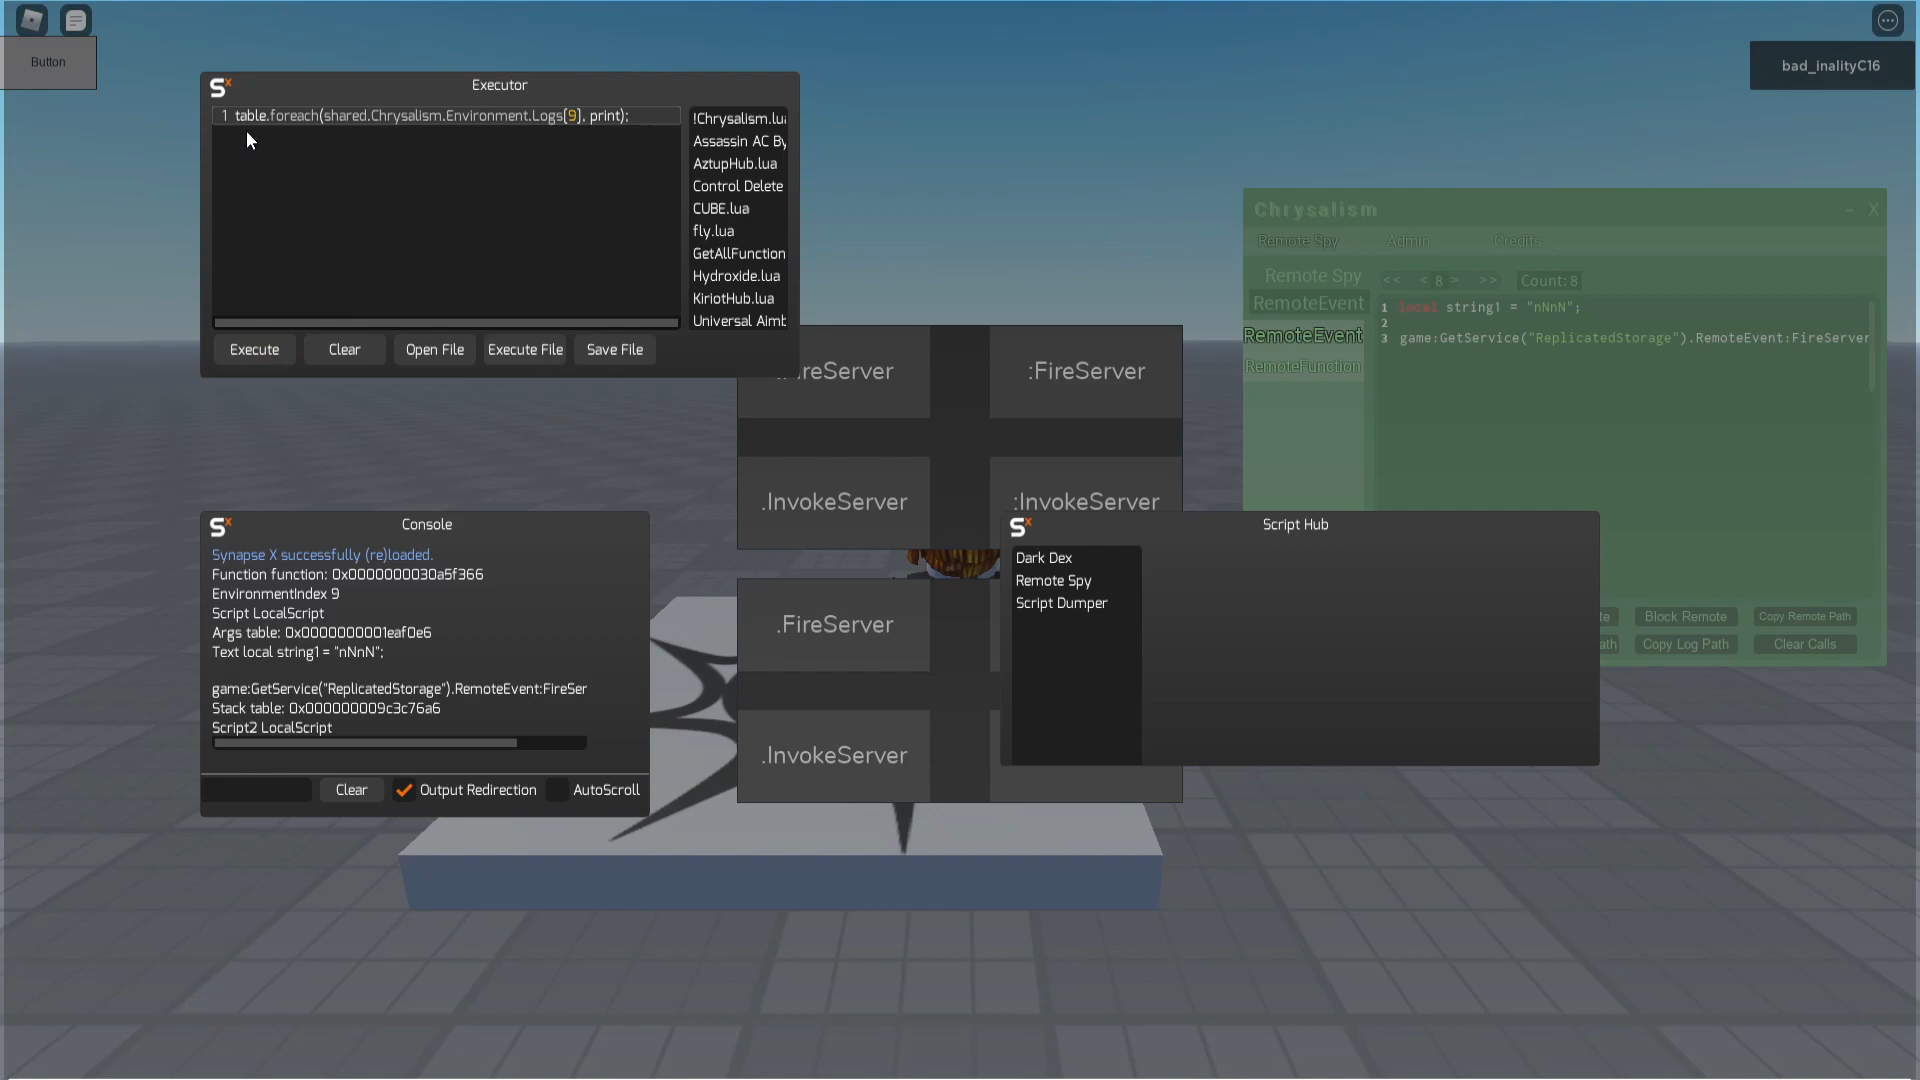 Button
bad_inalityC16
Executor
1 table.foreach(shared.Chrysalism.Environment.Logs[9], print);
!Chrysalism.lua
Assassin AC By
AztupHub.lua
Control Delete
CUBE.lua
fly.lua
GetAllFunction
Hydroxide.lua
KiriotHub.lua
Universal Aimb
Execute
Clear
Open File
Execute File
Save File
Chrysalism
- X
Remote Spy
Admin
Credits
Remote Spy
RemoteEvent
RemoteEvent
RemoteFunction
<< < 8 > >>
Count: 8
1 local string1 = "nNnN";
2
3 game:GetService("ReplicatedStorage").RemoteEvent:FireServer
Block Remote
Copy Remote Path
Copy Log Path
Clear Calls
:FireServer
.InvokeServer
:InvokeServer
.FireServer
.InvokeServer
Console
Synapse X successfully (re)loaded.
Function function: 0x0000000030a5f366
EnvironmentIndex 9
Script LocalScript
Args table: 0x0000000001eaf0e6
Text local string1 = "nNnN";
game:GetService("ReplicatedStorage").RemoteEvent:FireSer
Stack table: 0x000000009c3c76a6
Script2 LocalScript
Clear
Output Redirection
AutoScroll
Script Hub
Dark Dex
Remote Spy
Script Dumper